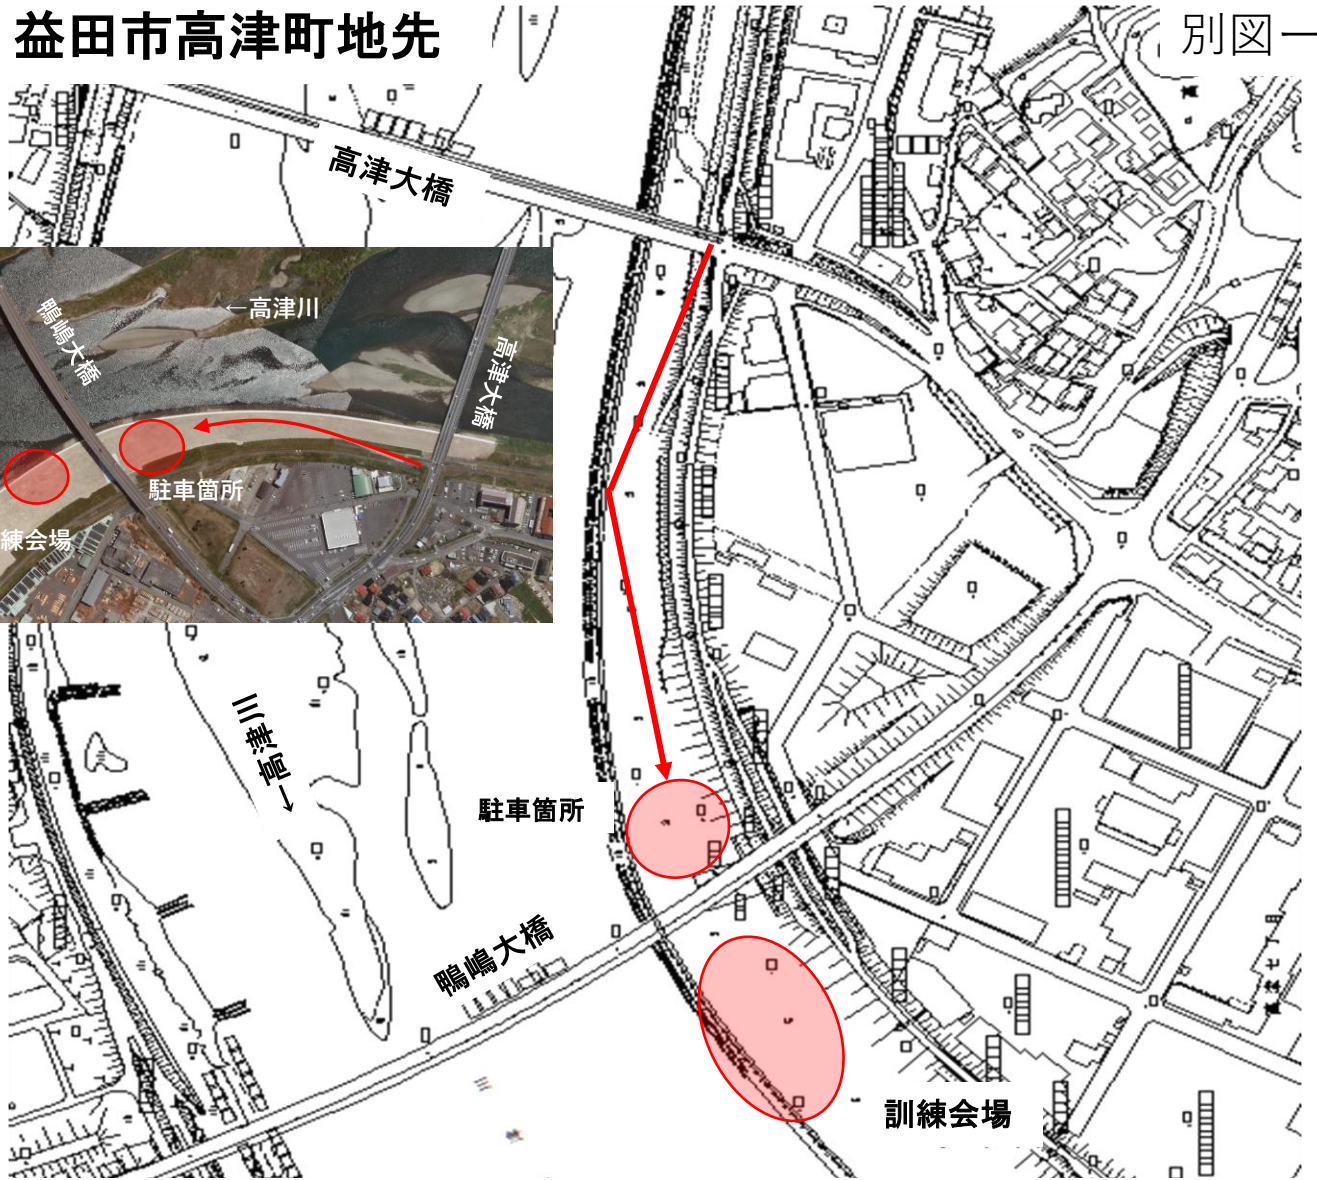 益田市高津町地先
別図一
高津大橋
←高津川
鴨嶋大橋
高津大橋
駐車箇所
練会場
←高津川
駐車箇所
鴨嶋大橋
訓練会場